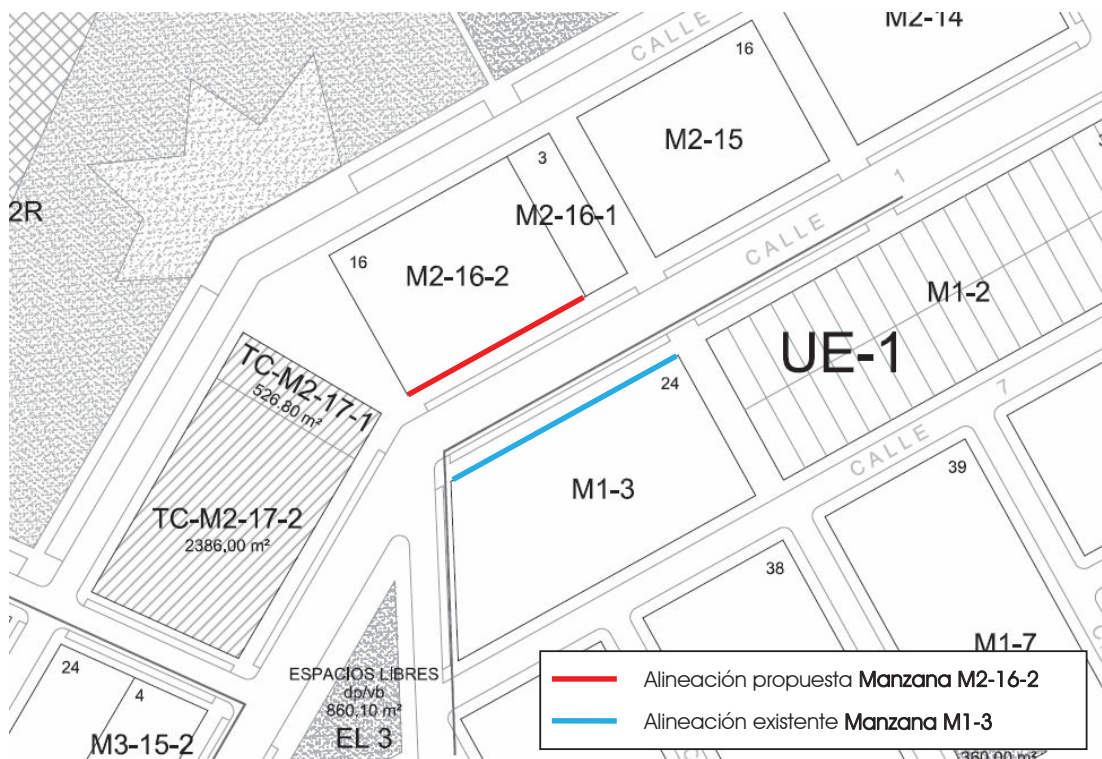 M2-14
CALLE
16
M2-15
3
M2-16-1
1
CALLE
2R
16
M2-16-2
M1-2
UE-1
TC-M2-17-1
526,80 m²
24
7
CALLE
M1-3
39
TC-M2-17-2
2386,00 m²
38
M1-7
24
4
M3-15-2
ESPACIOS LIBRES
dp/vb
860,10 m²
EL 3
Alineación propuesta Manzana M2-16-2
Alineación existente Manzana M1-3
360,00 m²